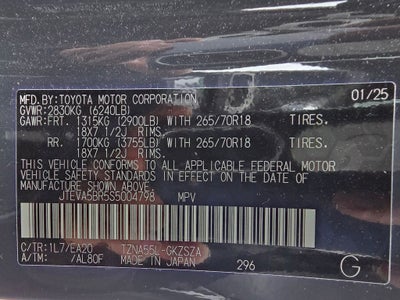 MFD.BY:TOYOTA MOTOR CORPORATION 01/25
GVWR:2830KG (6240LB)
GAWR:FRT. 1315KG (2900LB) WITH 265/70R18 TIRES.
18X7 1/2J RIMS.
RR. 1700KG (3755LB) WITH 265/70R18 TIRES.
18X7 1/2J RIMS.
THIS VEHICLE CONFORMS TO ALL APPLICABLE FEDERAL MOTOR
VEHICLE SAFETY STANDARDS IN EFFECT ON THE DATE OF
MANUFACTURE SHOWN ABOVE.
JTEVA5BR5S5004798 MPV
C/TR:1L7/EA20 TZNA55L-GKZSZA
A/TM: /AL80F MADE IN JAPAN 296 G